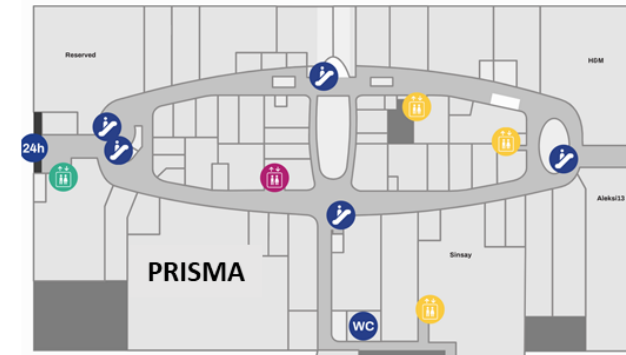 Reserved
H&M
24h
Aleksi13
PRISMA
Sinsay
WC